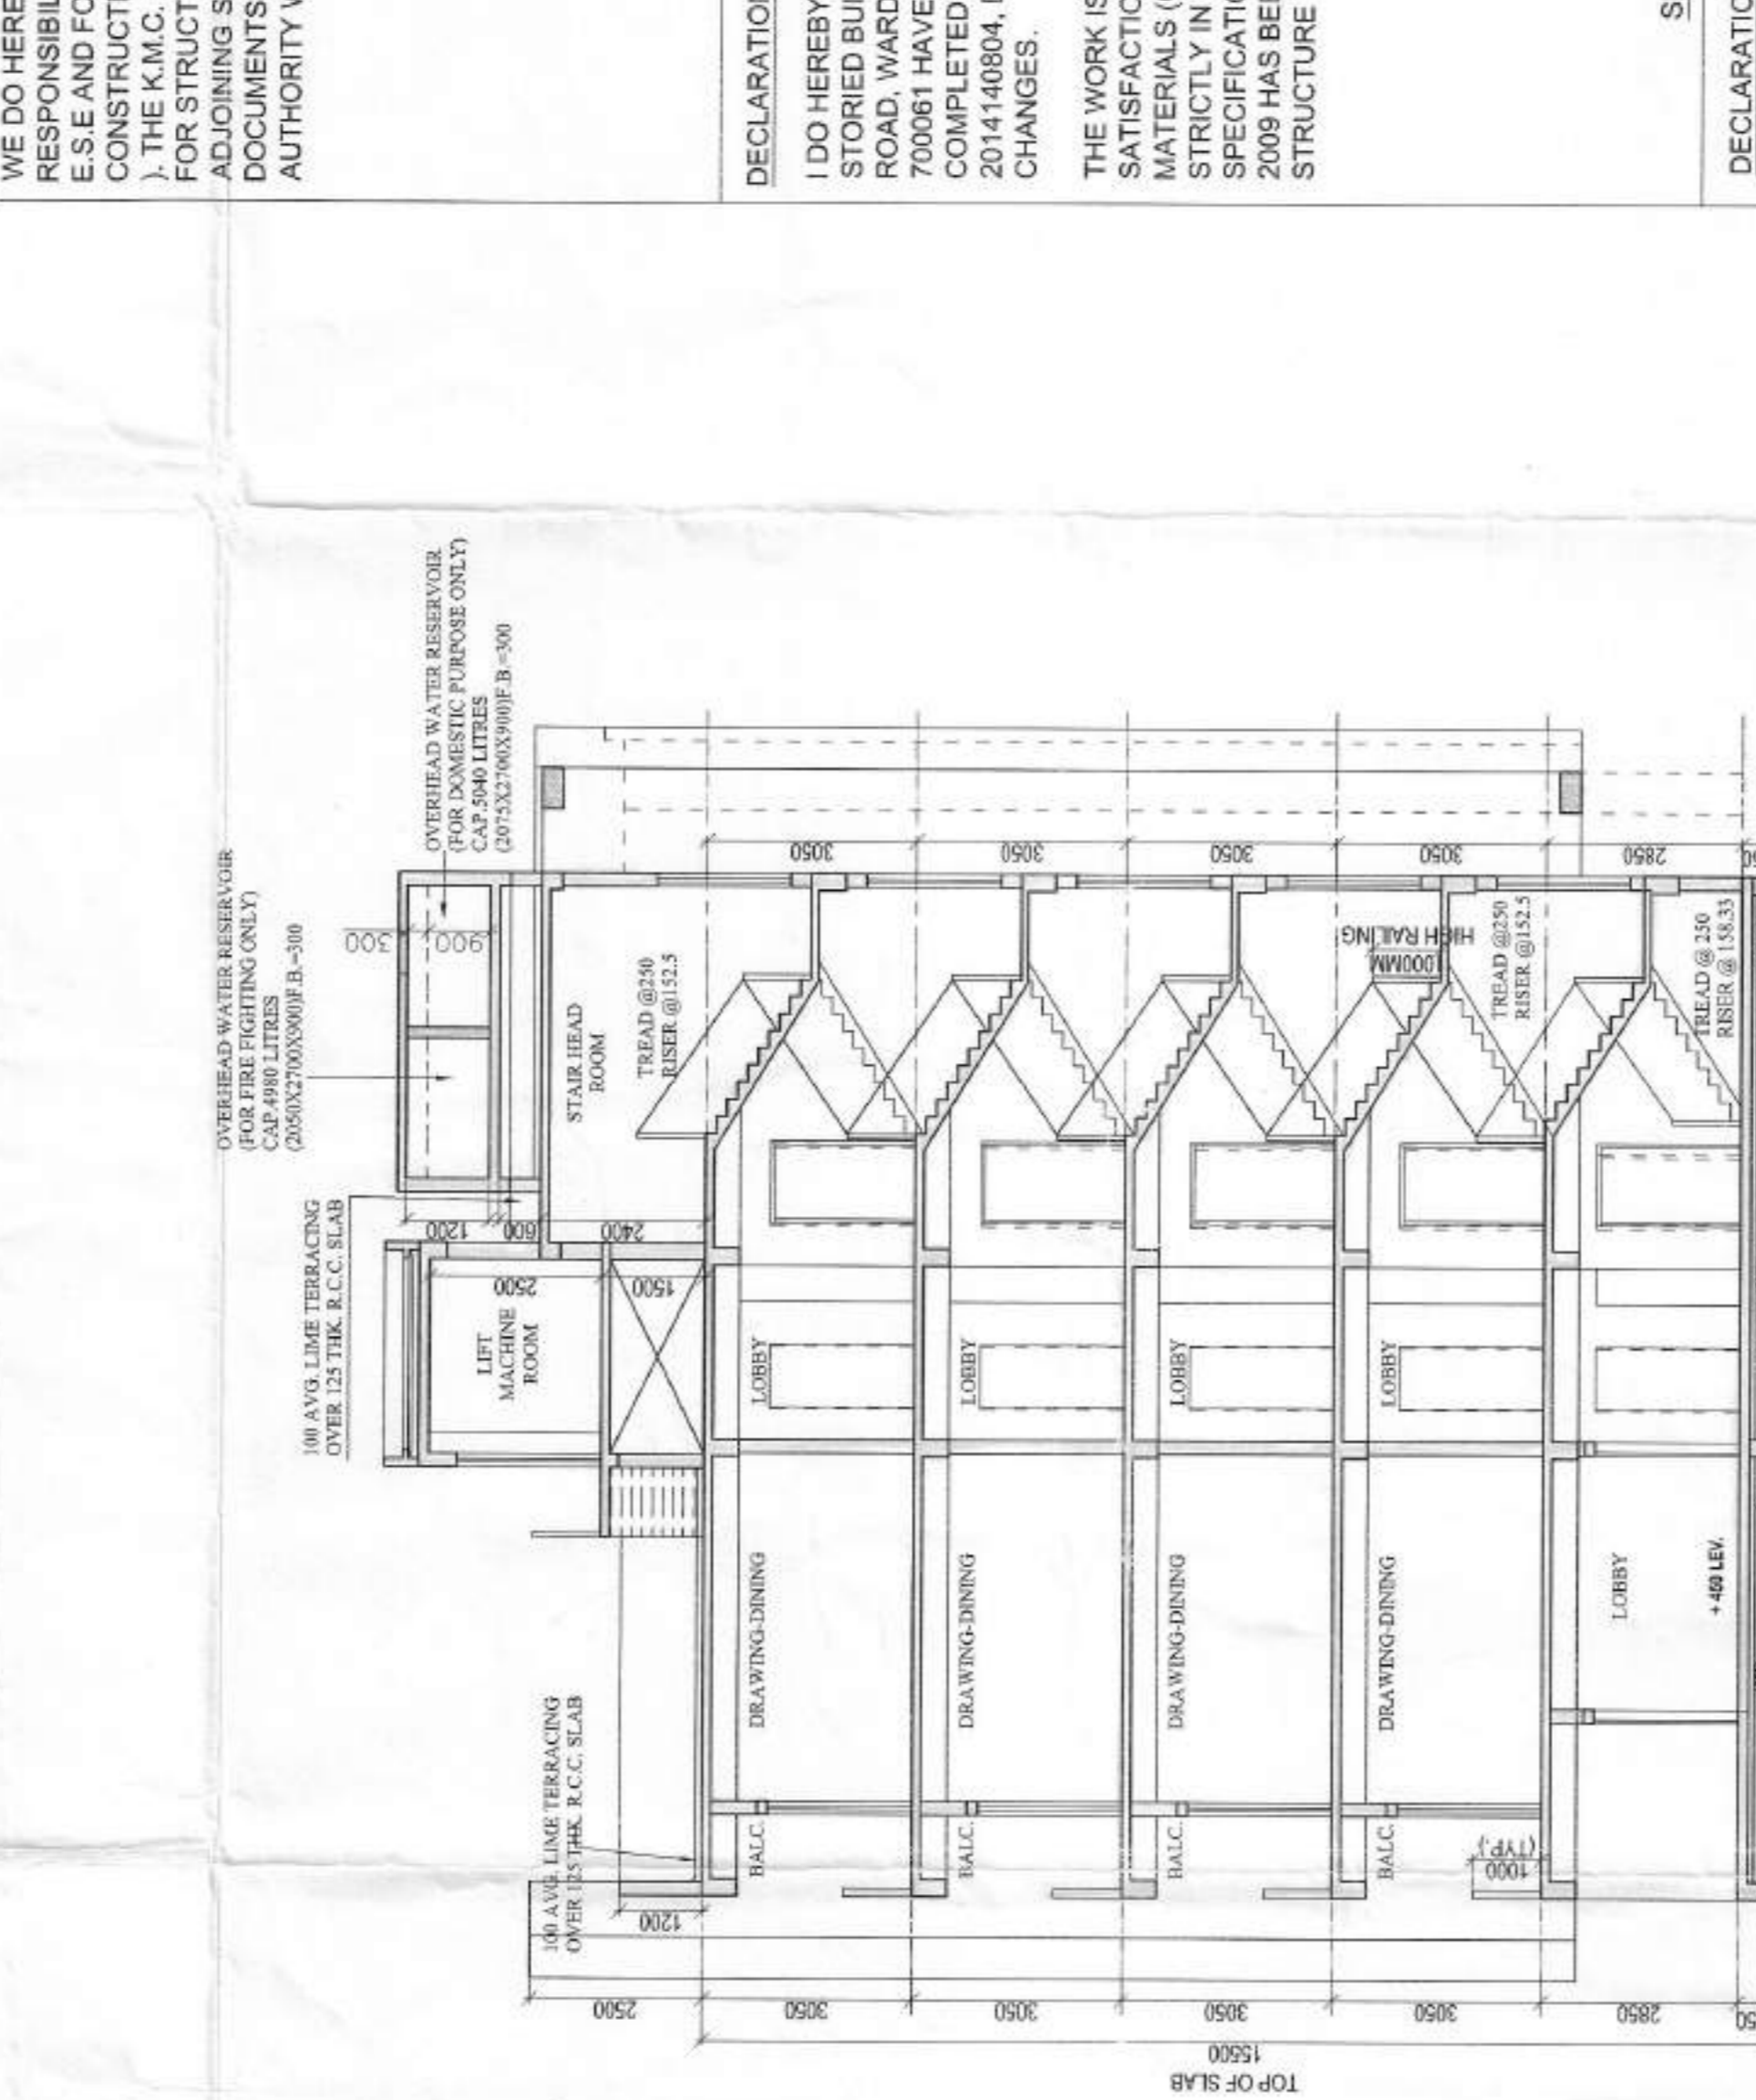 WE DO HERE
RESPONSIBIL
E.S.E AND FO
CONSTRUCTI
). THE K.M.C.
FOR STRUCT
ADJOINING S
DOCUMENTS
AUTHORITY
DECLARATION
I DO HEREBY
STORIED BUI
ROAD, WARD
700061 HAVE
COMPLETED
2014140804,
CHANGES.
THE WORK IS
SATISFACTIO
MATERIALS (
STRICTLY IN
SPECIFICATIO
2009 HAS BEE
STRUCTURE
DECLARATIO
OVERHEAD WATER RESERVOIR
(FOR FIRE FIGHTING ONLY)
CAP.4980 LITRES
(2050X2700X900)F.B.=300
OVERHEAD WATER RESERVOIR
(FOR DOMESTIC PURPOSE ONLY)
CAP.5040 LITRES
(2075X2700X900)F.B.=300
300
900
100 AVG. LIME TERRACING
OVER 125 THK. R.C.C. SLAB
1200
600
2400
2500
1500
LIFT
MACHINE
ROOM
STAIR HEAD
ROOM
TREAD @250
RISER @152.5
100 AVG. LIME TERRACING
OVER 125 THK. R.C.C. SLAB
1200
BALC.
DRAWING-DINING
LOBBY
3050
BALC.
DRAWING-DINING
LOBBY
3050
BALC.
DRAWING-DINING
LOBBY
3050
BALC.
DRAWING-DINING
LOBBY
3050
HIGH RAILING
TREAD @250
RISER @152.5
1000
(TYP.)
LOBBY
+450 LEV.
2850
TREAD @ 250
RISER @ 158.33
2500
3050
3050
3050
3050
2850
15500
TOP OF SLAB